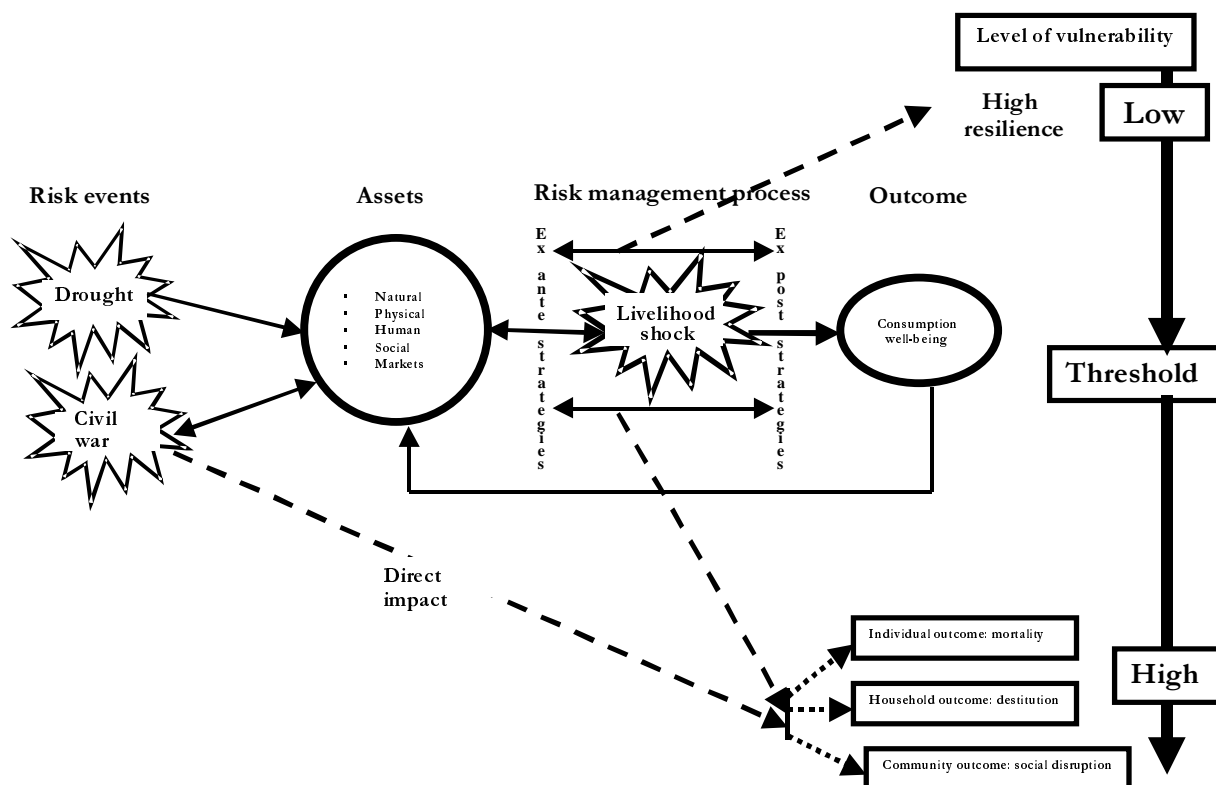 Level of vulnerability
High
resilience
Low
Risk events
Assets
Risk management process
Outcome
Drought
Natural
Physical
Human
Social
Markets
Ex ante strategies
Livelihood
shock
Ex post strategies
Consumption
well-being
Threshold
Civil
war
Direct
impact
Individual outcome: mortality
High
Household outcome: destitution
Community outcome: social disruption